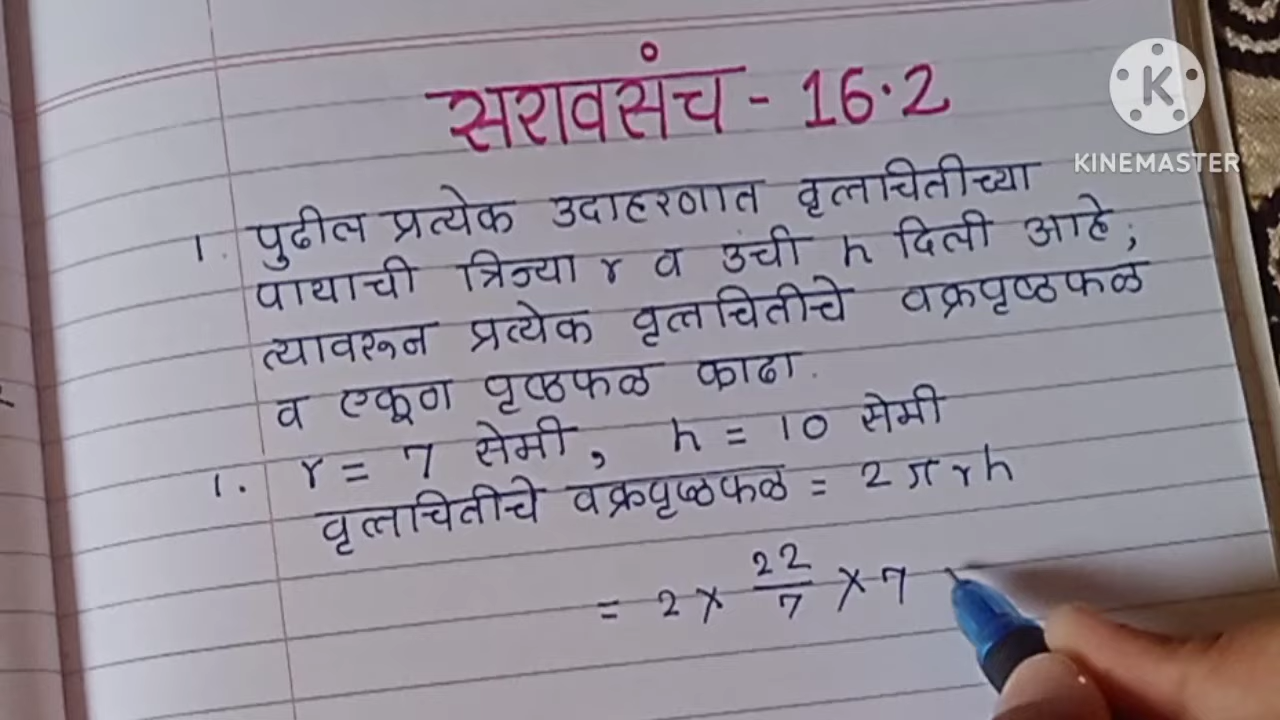 सरावसंच - 16.2
K
KINEMASTER
1. पुढील प्रत्येक उदाहरणात वृत्तचितीच्या
पायाची त्रिज्या r व उंची h दिली आहे;
त्यावरून प्रत्येक वृत्तचितीचे वक्रपृष्ठफळ
व एकूण पृष्ठफळ काढा.
1. r = 7 सेमी, h = 10 सेमी
वृत्तचितीचे वक्रपृष्ठफळ = 2 π r h
= 2 × 22/7 × 7